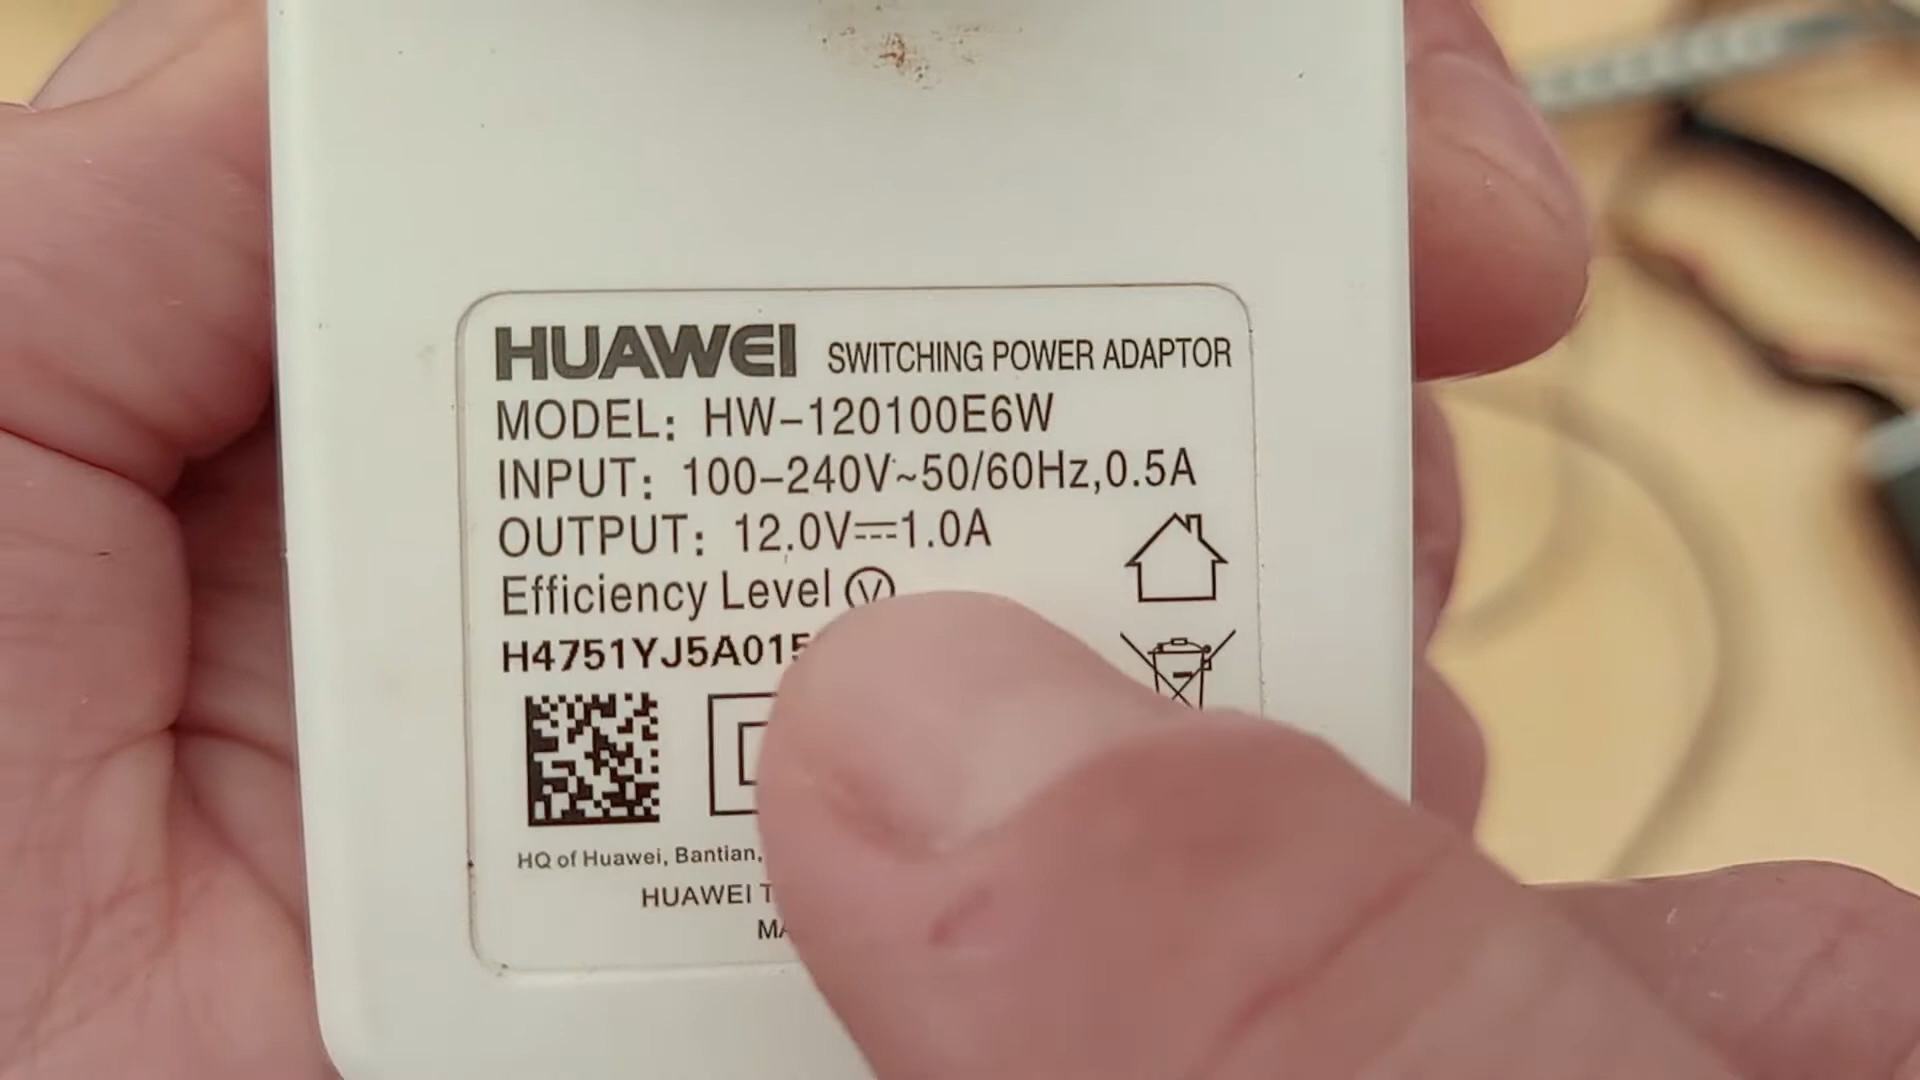 HUAWEI SWITCHING POWER ADAPTOR
MODEL: HW-120100E6W
INPUT: 100-240V~50/60Hz,0.5A
OUTPUT: 12.0V⎓1.0A
Efficiency Level Ⓥ
H4751YJ5A015
HQ of Huawei, Bantian,
HUAWEI